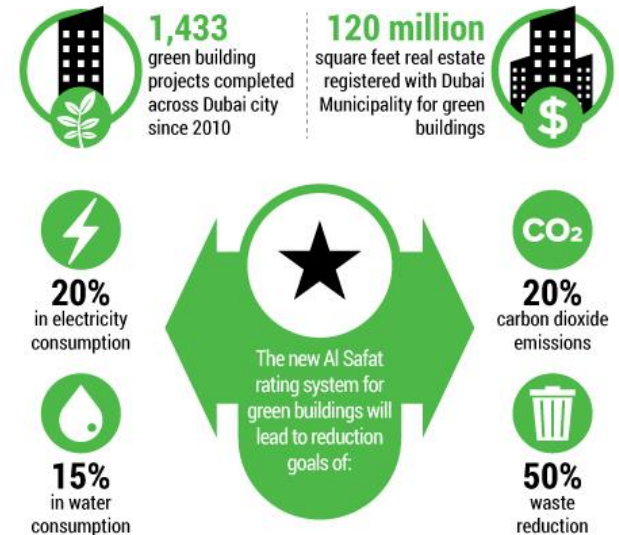 1,433
green building
projects completed
across Dubai city
since 2010
120 million
square feet real estate
registered with Dubai
Municipality for green
buildings
$
The new Al Safat
rating system for
green buildings will
lead to reduction
goals of:
20%
in electricity
consumption
15%
in water
consumption
CO₂
20%
carbon dioxide
emissions
50%
waste
reduction